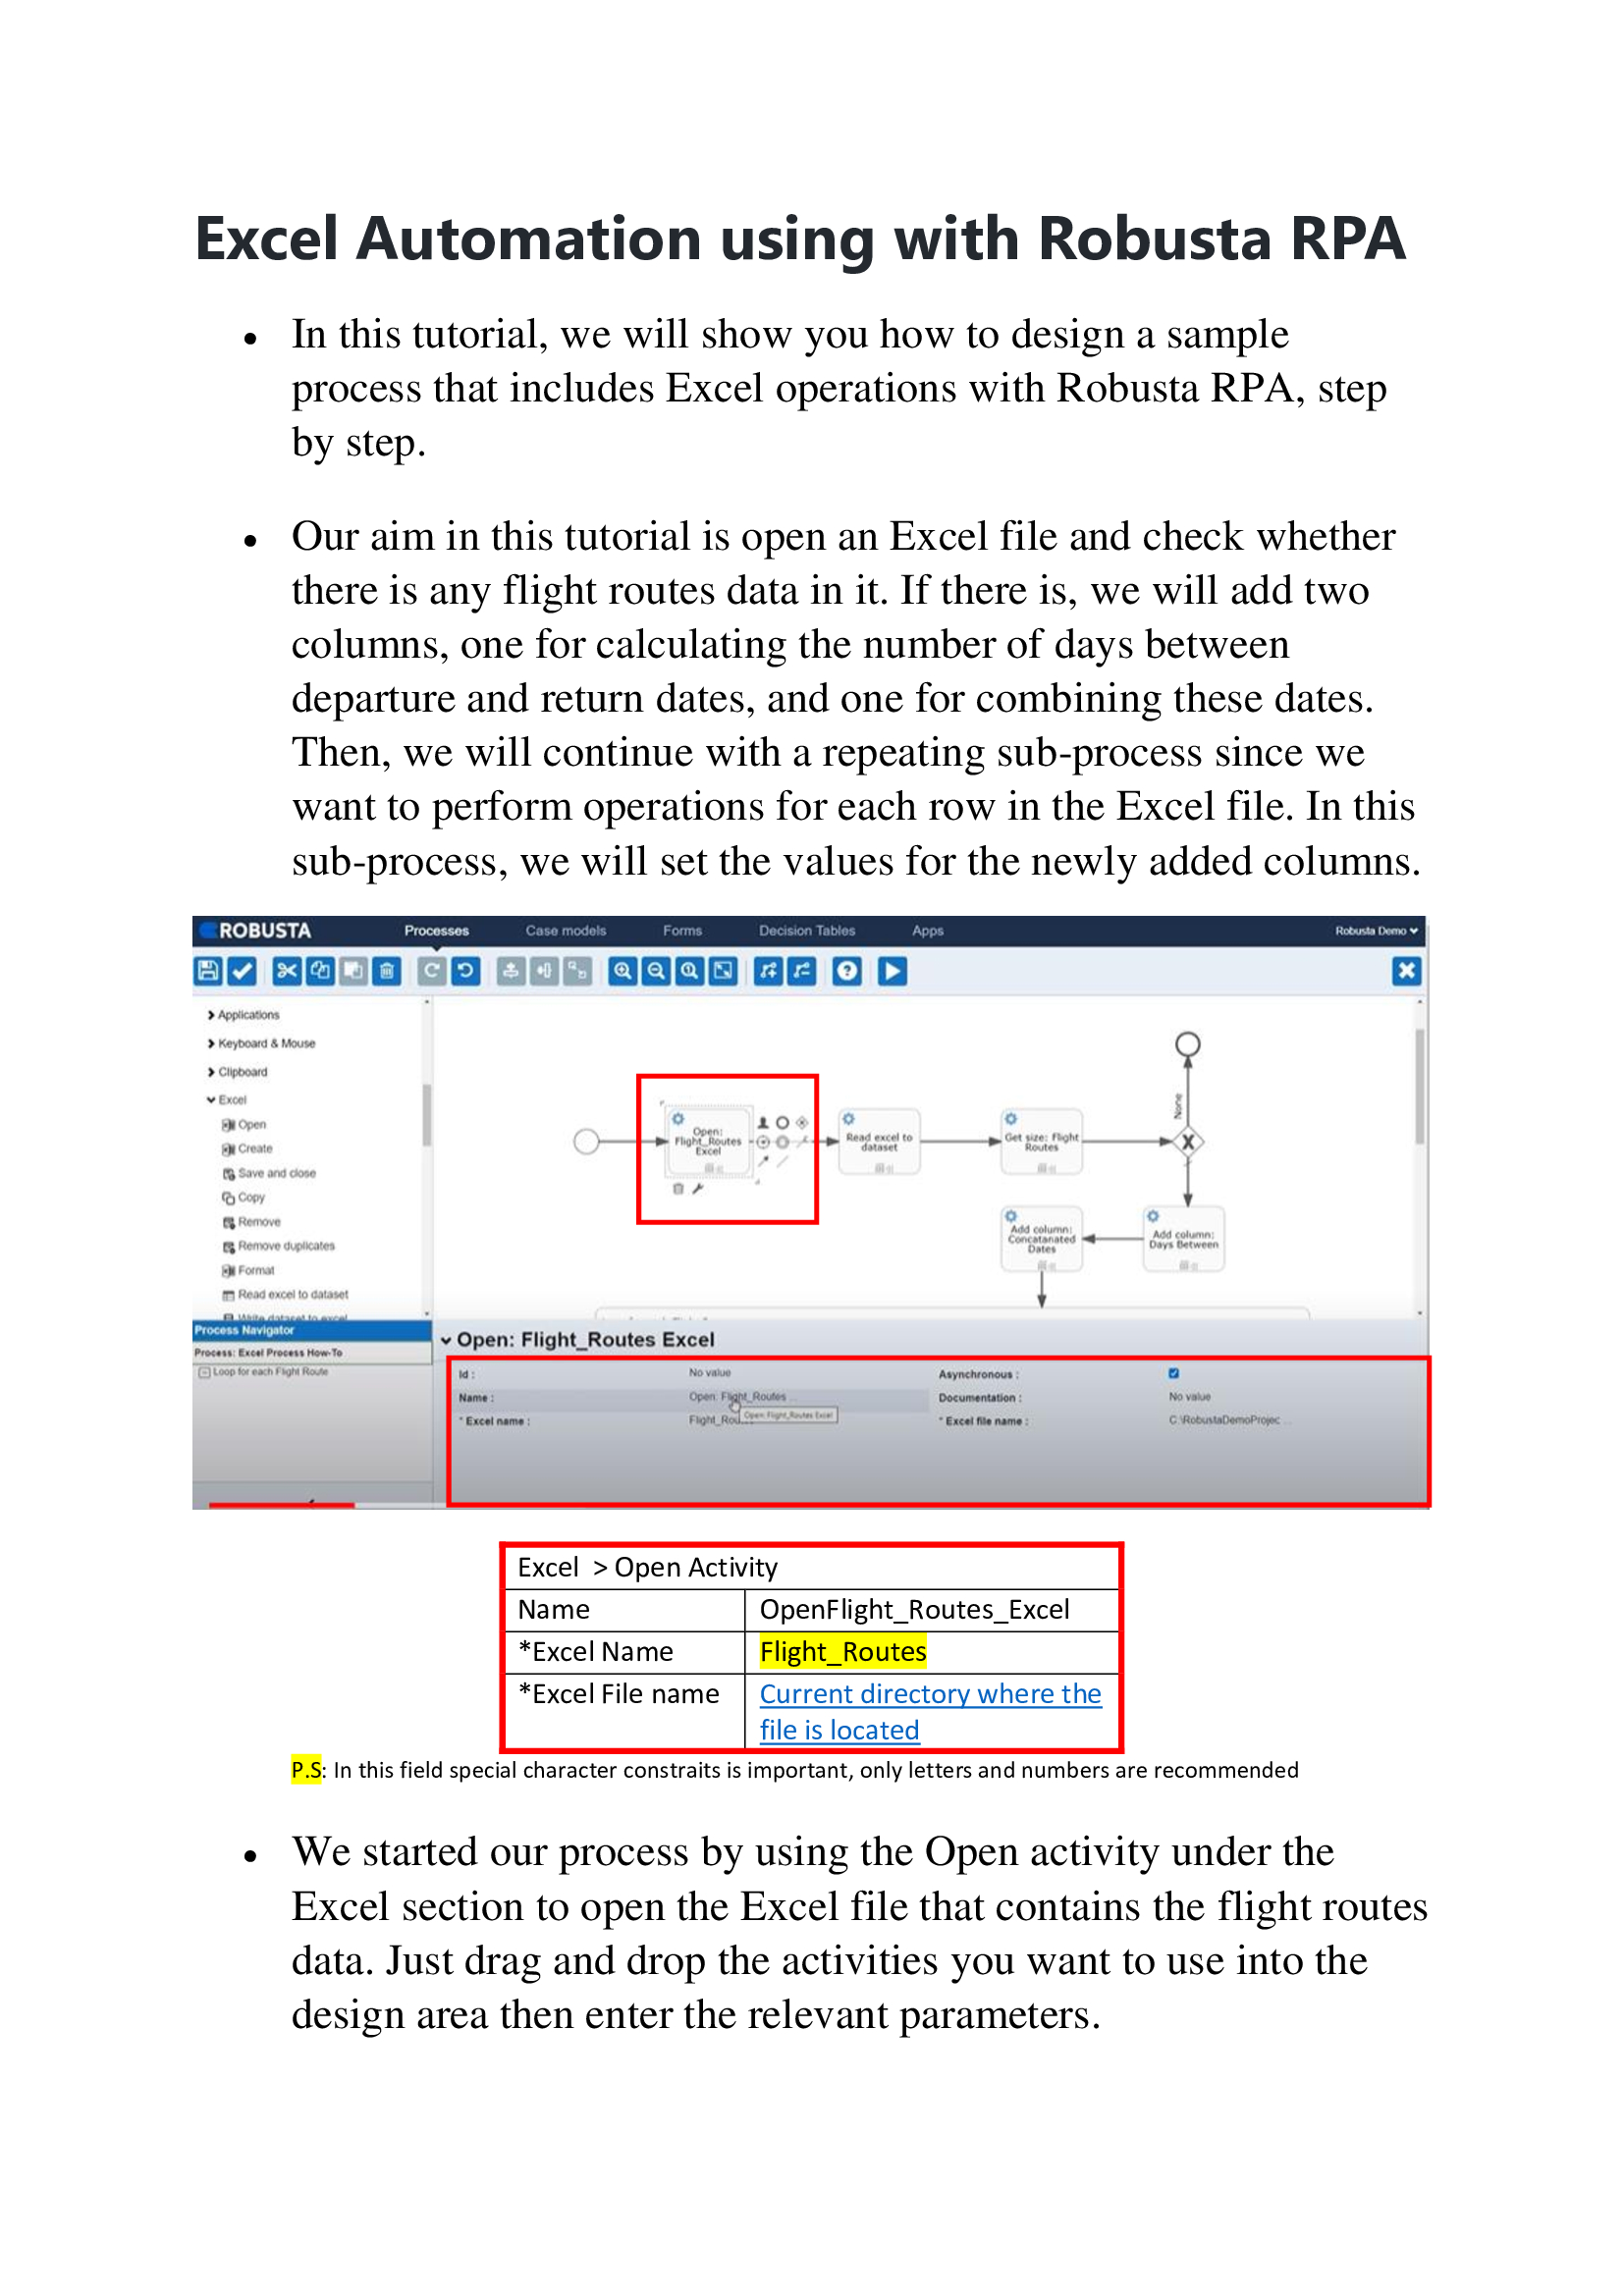 Excel Automation using with Robusta RPA
In this tutorial, we will show you how to design a sample
process that includes Excel operations with Robusta RPA, step
by step.
Our aim in this tutorial is open an Excel file and check whether
there is any flight routes data in it. If there is, we will add two
columns, one for calculating the number of days between
departure and return dates, and one for combining these dates.
Then, we will continue with a repeating sub-process since we
want to perform operations for each row in the Excel file. In this
sub-process, we will set the values for the newly added columns.
ROBUSTA Processes Case models Forms Decision Tables Apps Robusta Demo
Applications
Keyboard & Mouse
Clipboard
Excel
Open
Create
Save and close
Copy
Remove
Remove duplicates
Format
Read excel to dataset
Write dataset to excel
None
Open:
Flight_Routes
Excel
Read excel to
dataset
Get size: Flight
Routes
Add column:
Concatanated
Dates
Add column:
Days Between
Process Navigator
Process: Excel Process How-To
Loop for each Flight Route
Open: Flight_Routes Excel
Id : No value Asynchronous :
Name : Open: Flight_Routes ... Documentation : No value
Open: Flight_Routes Excel
* Excel name : Flight_Rou * Excel file name : C:\RobustaDemoProjec ...
Excel > Open Activity
Name OpenFlight_Routes_Excel
*Excel Name Flight_Routes
*Excel File name Current directory where the
file is located
P.S: In this field special character constraits is important, only letters and numbers are recommended
We started our process by using the Open activity under the
Excel section to open the Excel file that contains the flight routes
data. Just drag and drop the activities you want to use into the
design area then enter the relevant parameters.